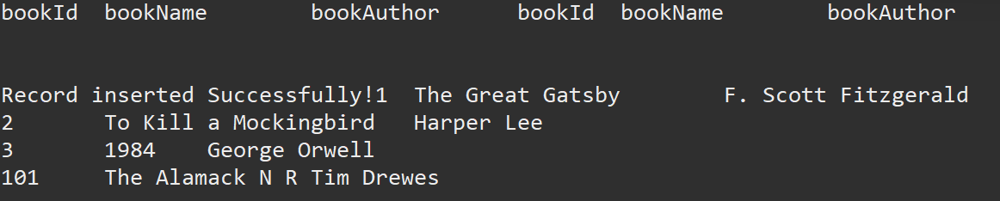 bookId  bookName        bookAuthor      bookId  bookName        bookAuthor
Record inserted Successfully!1  The Great Gatsby        F. Scott Fitzgerald
2       To Kill a Mockingbird   Harper Lee
3       1984    George Orwell
101     The Alamack N R Tim Drewes